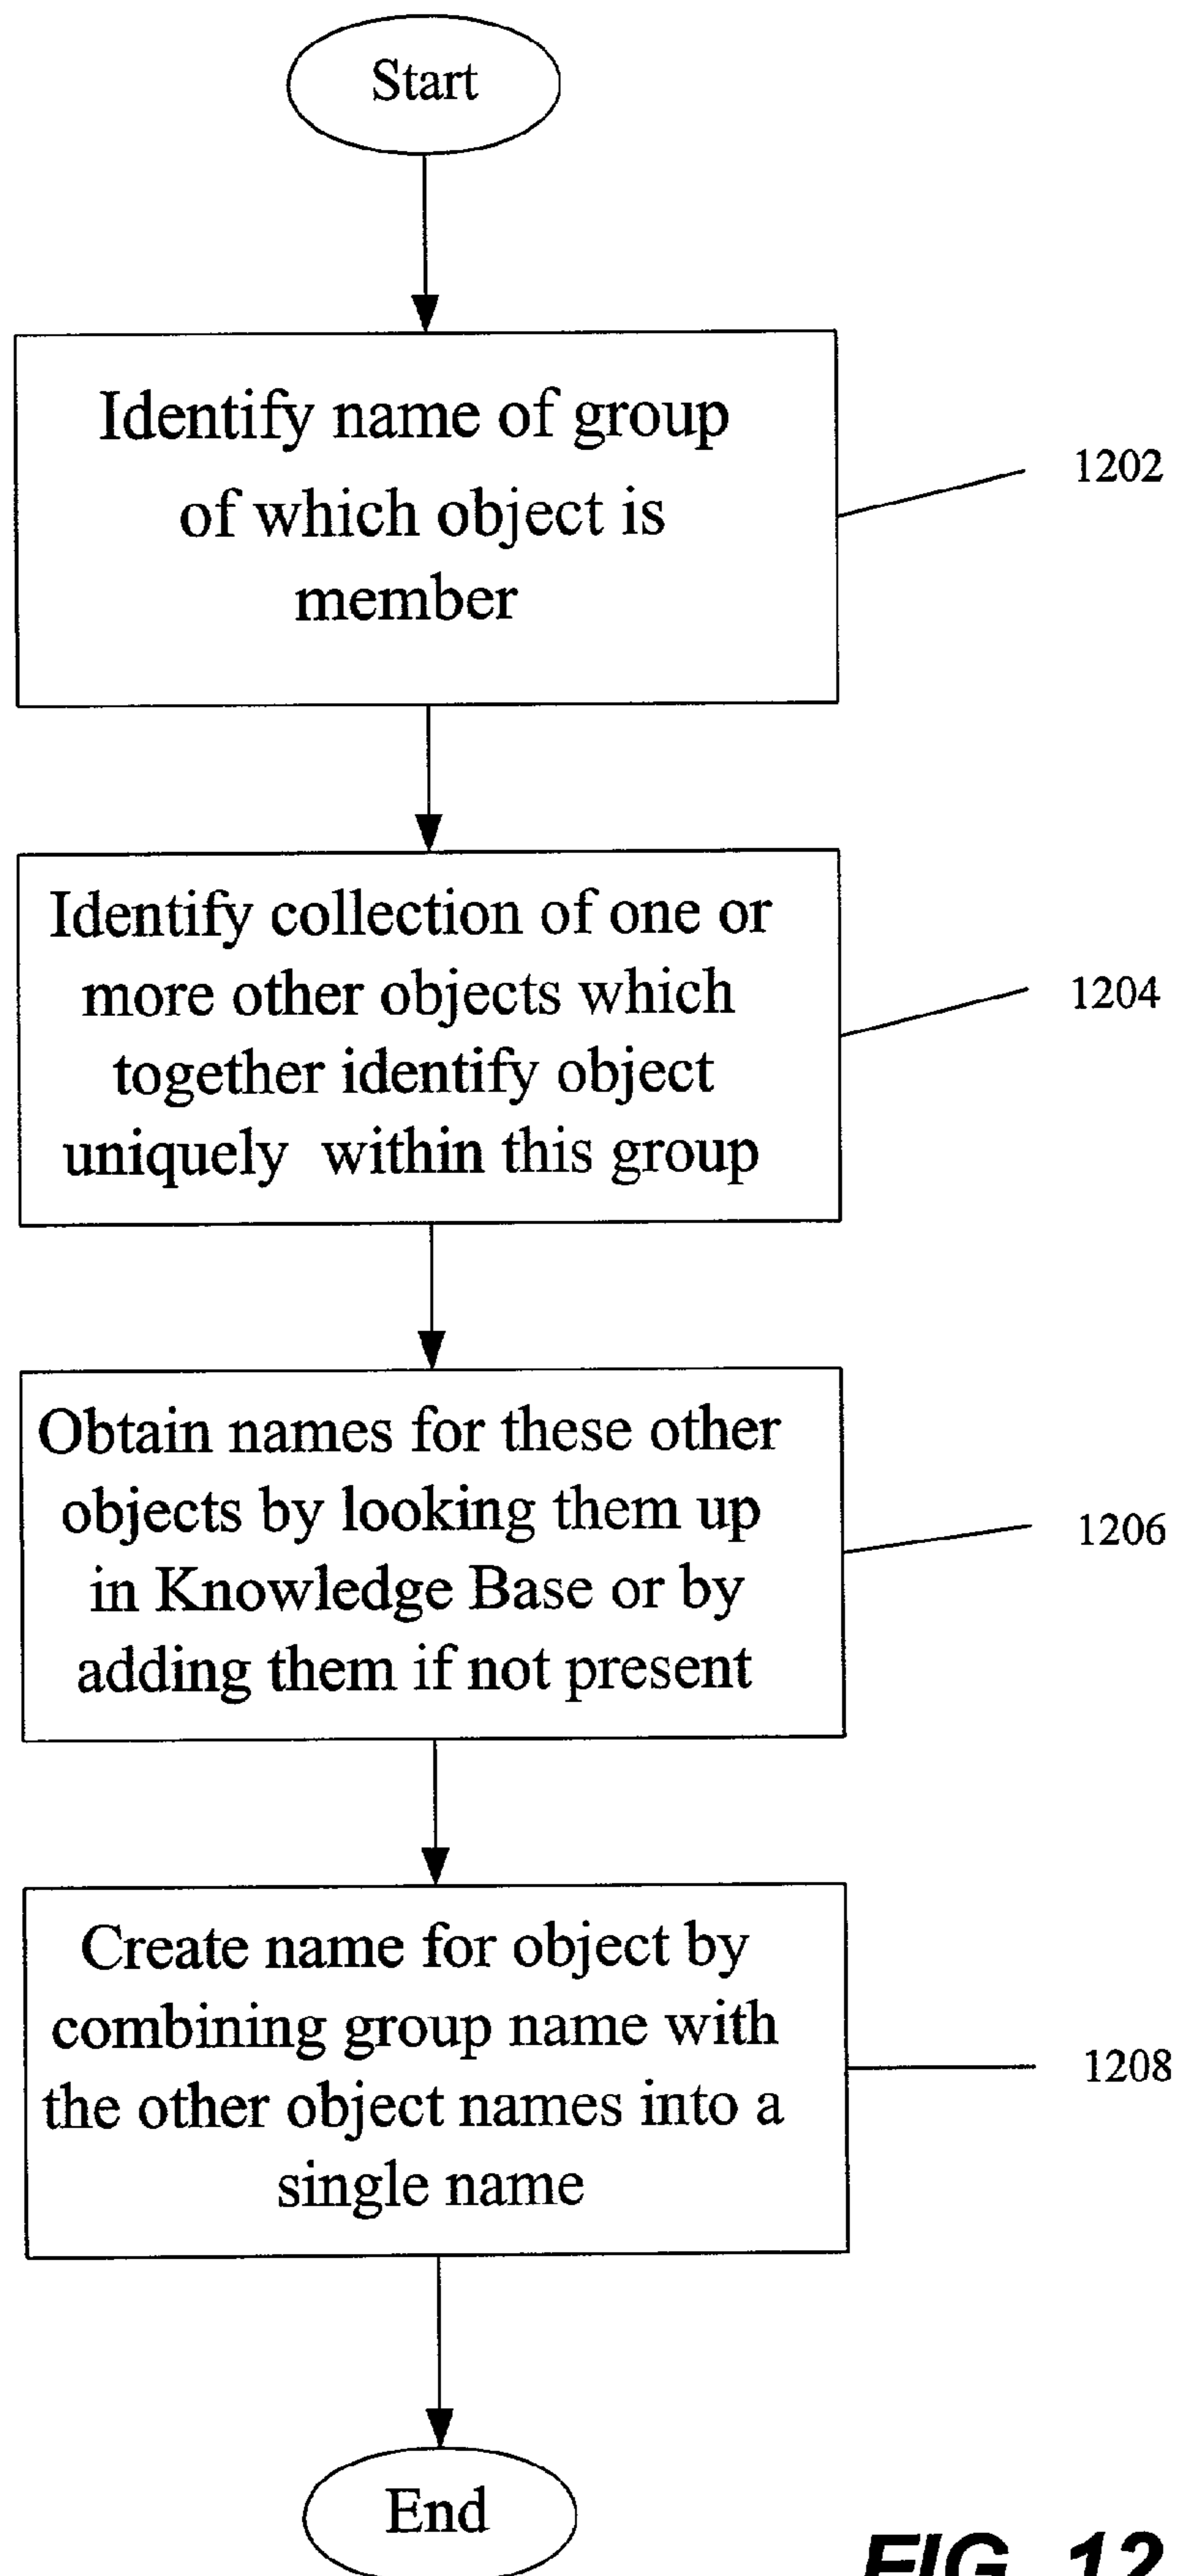 Start
Identify name of group
of which object is
member
1202
Identify collection of one or
more other objects which
together identify object
uniquely within this group
1204
Obtain names for these other
objects by looking them up
in Knowledge Base or by
adding them if not present
1206
Create name for object by
combining group name with
the other object names into a
single name
1208
End
FIG. 12